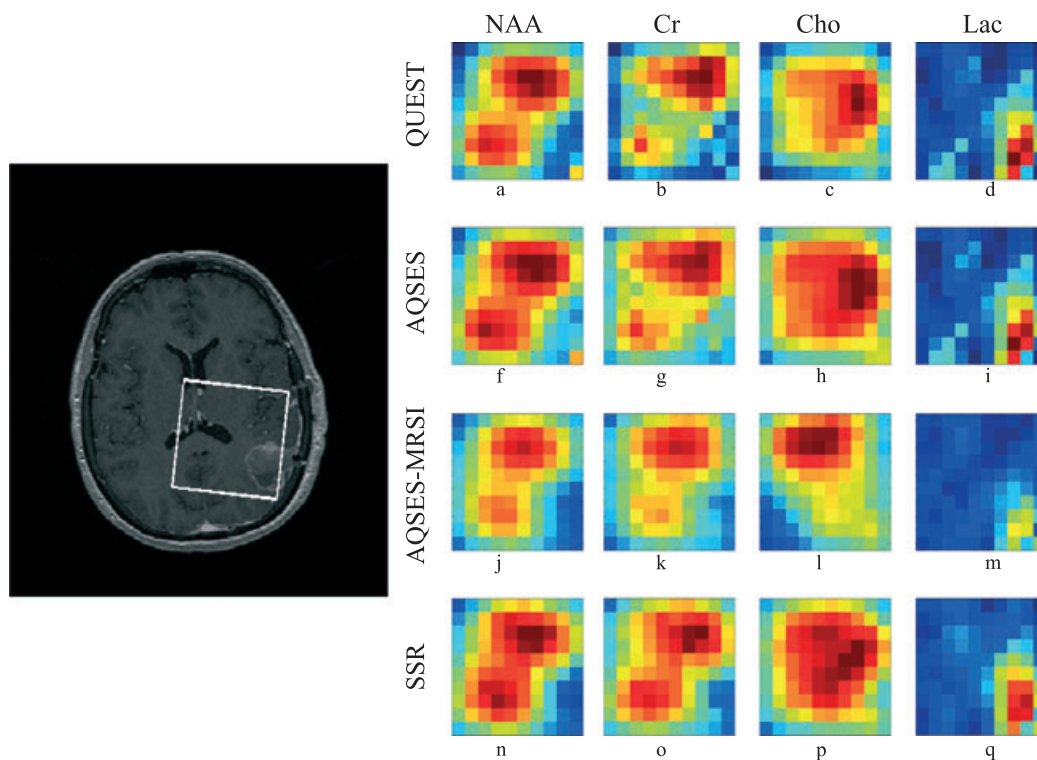 NAA Cr Cho Lac
QUEST
a b c d
AQSES
f g h i
AQSES-MRSI
j k l m
SSR
n o p q